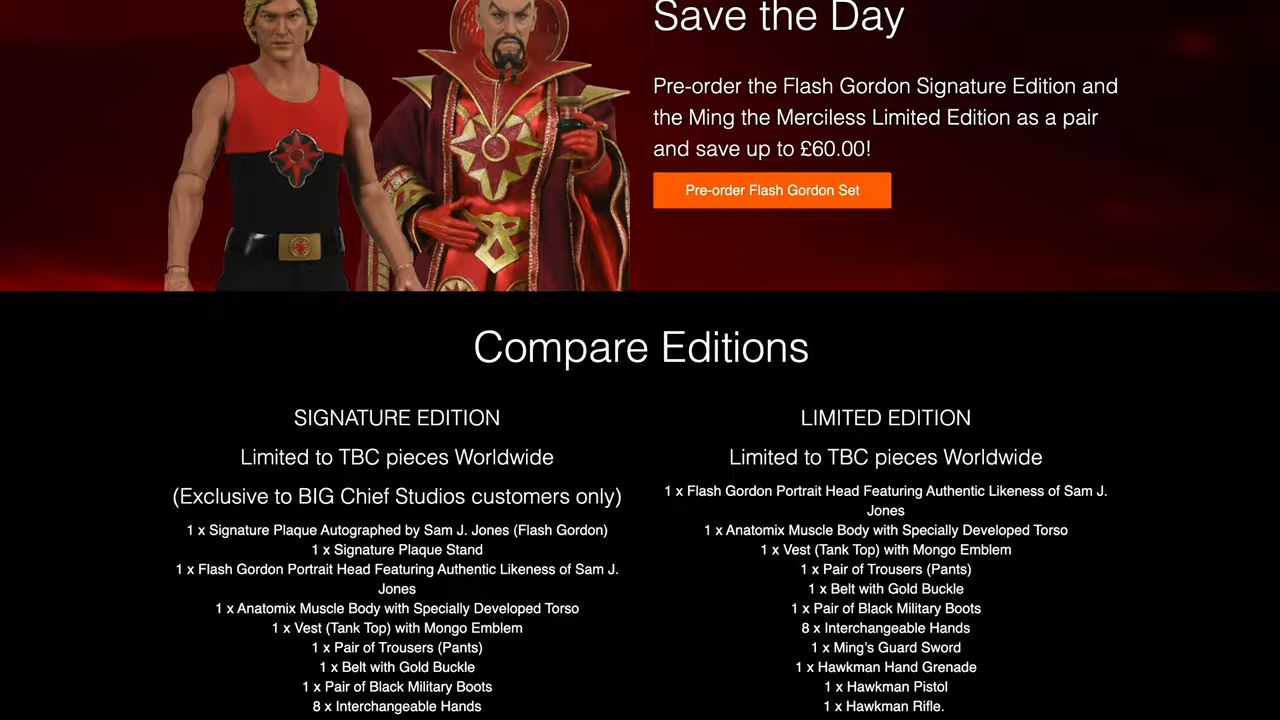 Save the Day
Pre-order the Flash Gordon Signature Edition and
the Ming the Merciless Limited Edition as a pair
and save up to £60.00!
Pre-order Flash Gordon Set
Compare Editions
SIGNATURE EDITION
Limited to TBC pieces Worldwide
(Exclusive to BIG Chief Studios customers only)
1 x Signature Plaque Autographed by Sam J. Jones (Flash Gordon)
1 x Signature Plaque Stand
1 x Flash Gordon Portrait Head Featuring Authentic Likeness of Sam J.
Jones
1 x Anatomix Muscle Body with Specially Developed Torso
1 x Vest (Tank Top) with Mongo Emblem
1 x Pair of Trousers (Pants)
1 x Belt with Gold Buckle
1 x Pair of Black Military Boots
8 x Interchangeable Hands
LIMITED EDITION
Limited to TBC pieces Worldwide
1 x Flash Gordon Portrait Head Featuring Authentic Likeness of Sam J.
Jones
1 x Anatomix Muscle Body with Specially Developed Torso
1 x Vest (Tank Top) with Mongo Emblem
1 x Pair of Trousers (Pants)
1 x Belt with Gold Buckle
1 x Pair of Black Military Boots
8 x Interchangeable Hands
1 x Ming’s Guard Sword
1 x Hawkman Hand Grenade
1 x Hawkman Pistol
1 x Hawkman Rifle.